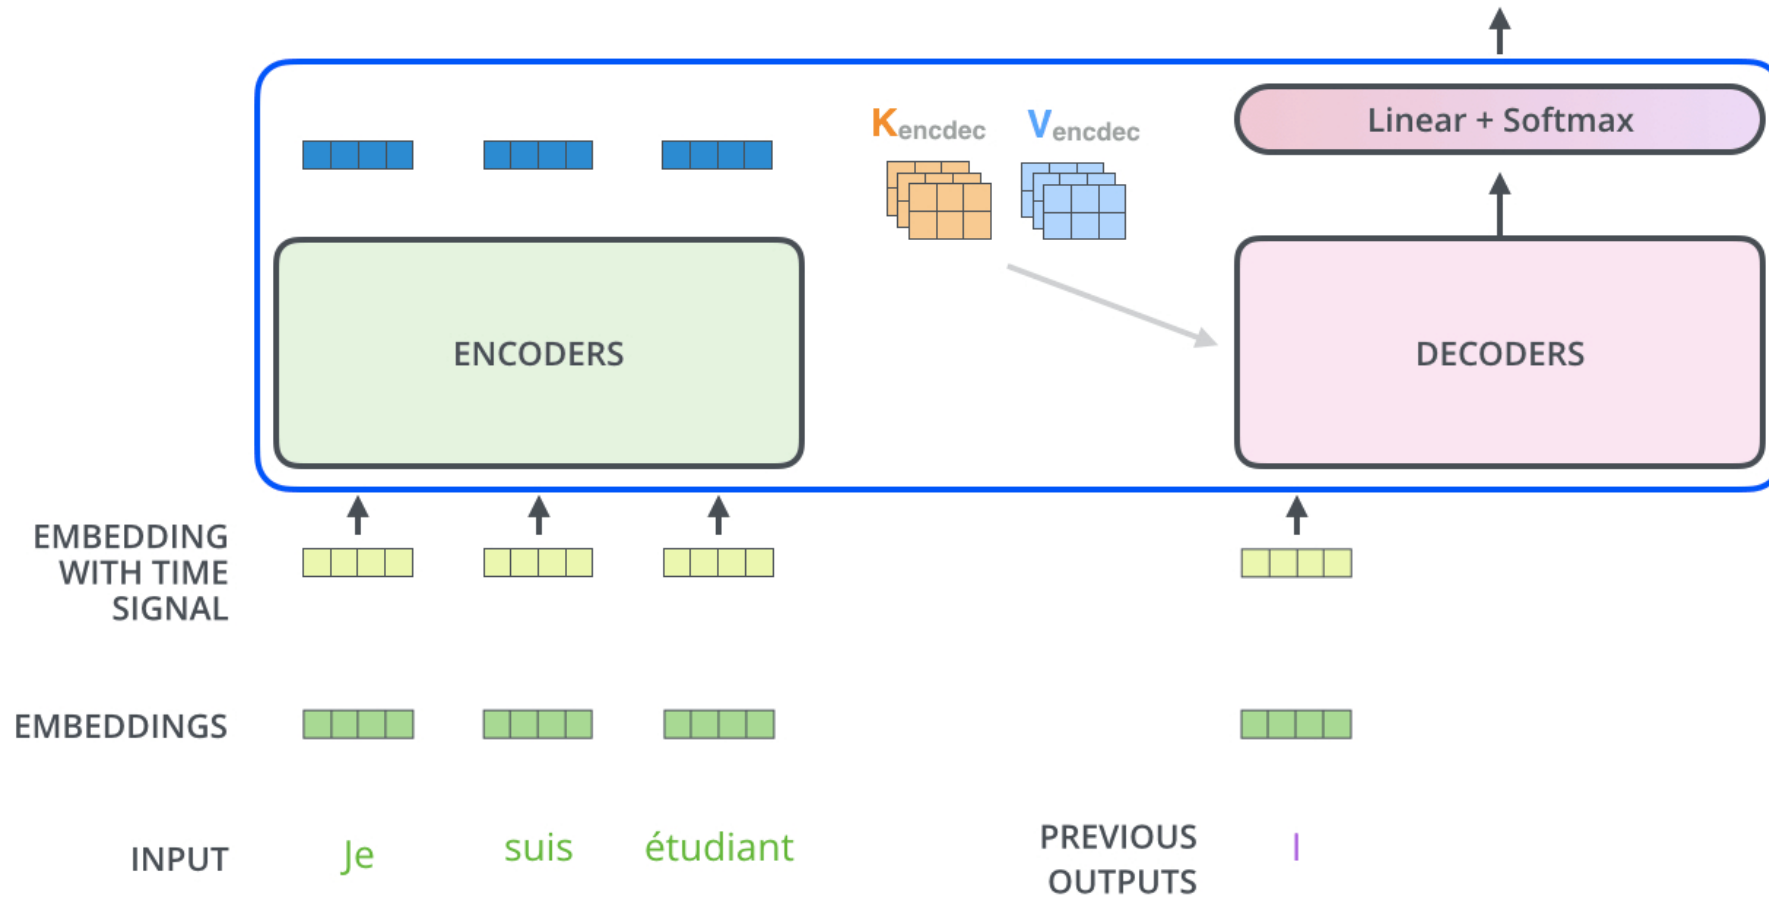 Kencdec Vencdec
Linear + Softmax
ENCODERS
DECODERS
EMBEDDING
WITH TIME
SIGNAL
EMBEDDINGS
INPUT Je suis étudiant
PREVIOUS
OUTPUTS
I